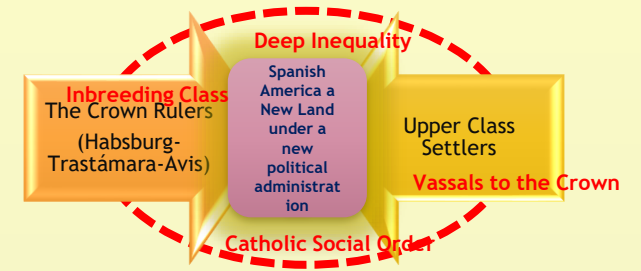 Deep Inequality
Inbreeding Class
The Crown Rulers
(Habsburg-
Trastámara-Avis)
Spanish
America a
New Land
under a
new
political
administrat
ion
Upper Class
Settlers
Vassals to the Crown
Catholic Social Order